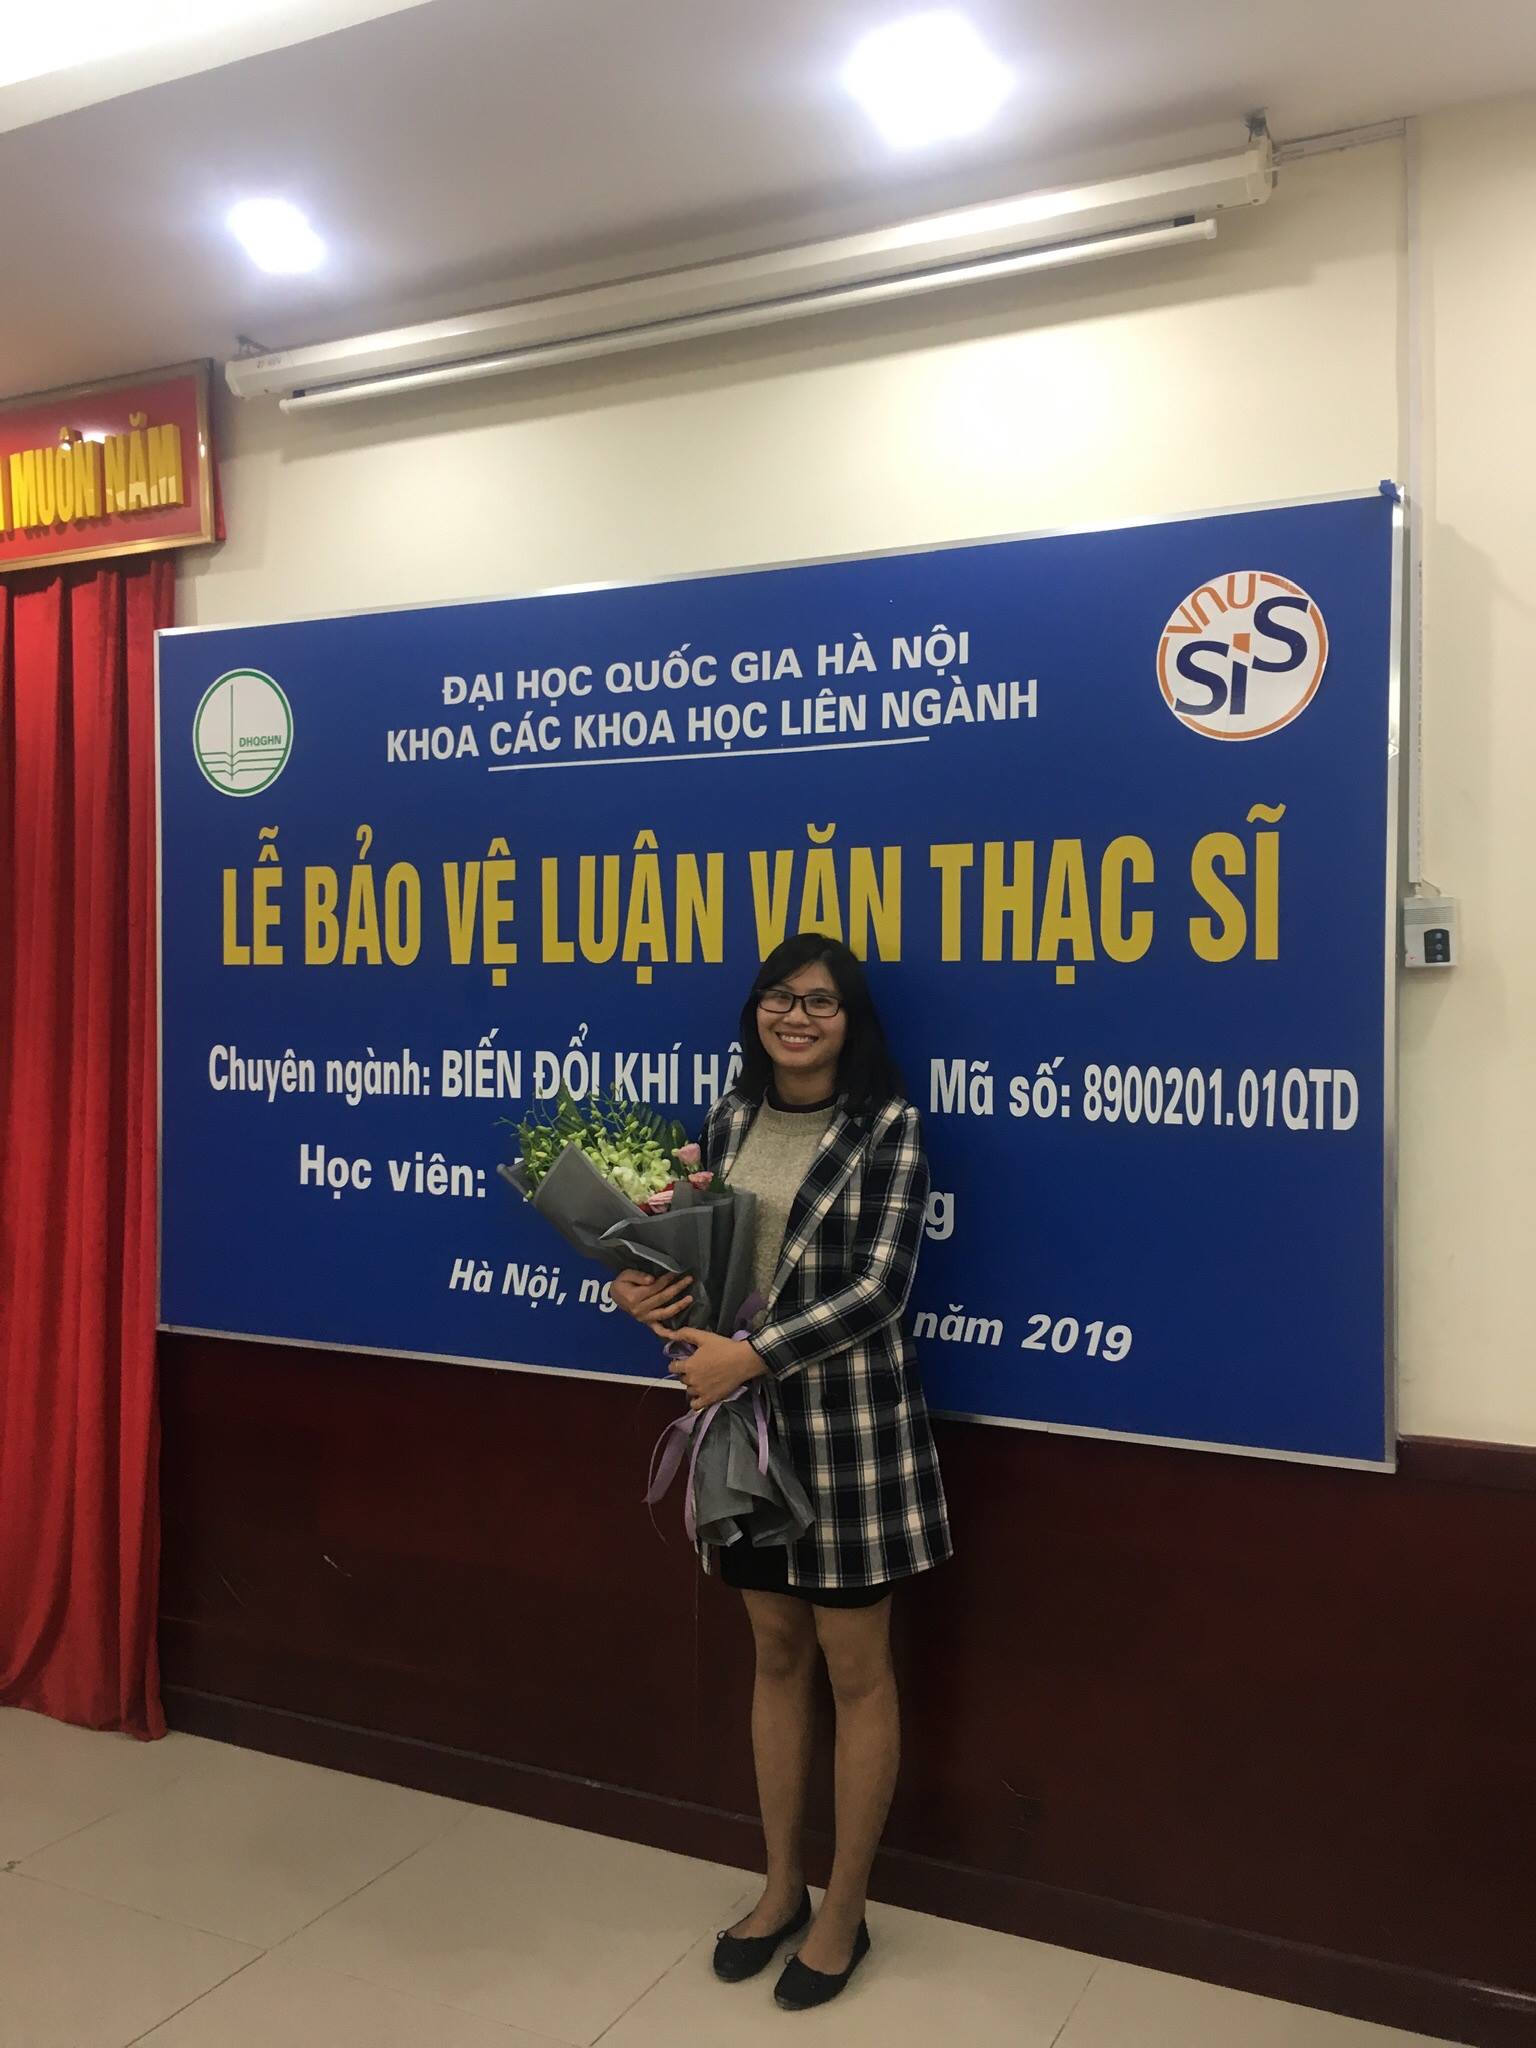 MUÔN NĂM
ĐẠI HỌC QUỐC GIA HÀ NỘI
KHOA CÁC KHOA HỌC LIÊN NGÀNH
ĐHQGHN
VNU
SiS
LỄ BẢO VỆ LUẬN VĂN THẠC SĨ
Chuyên ngành: BIẾN ĐỔI KHÍ Mã số: 8900201.01QTD
Học viên:
Hà Nội, năm 2019